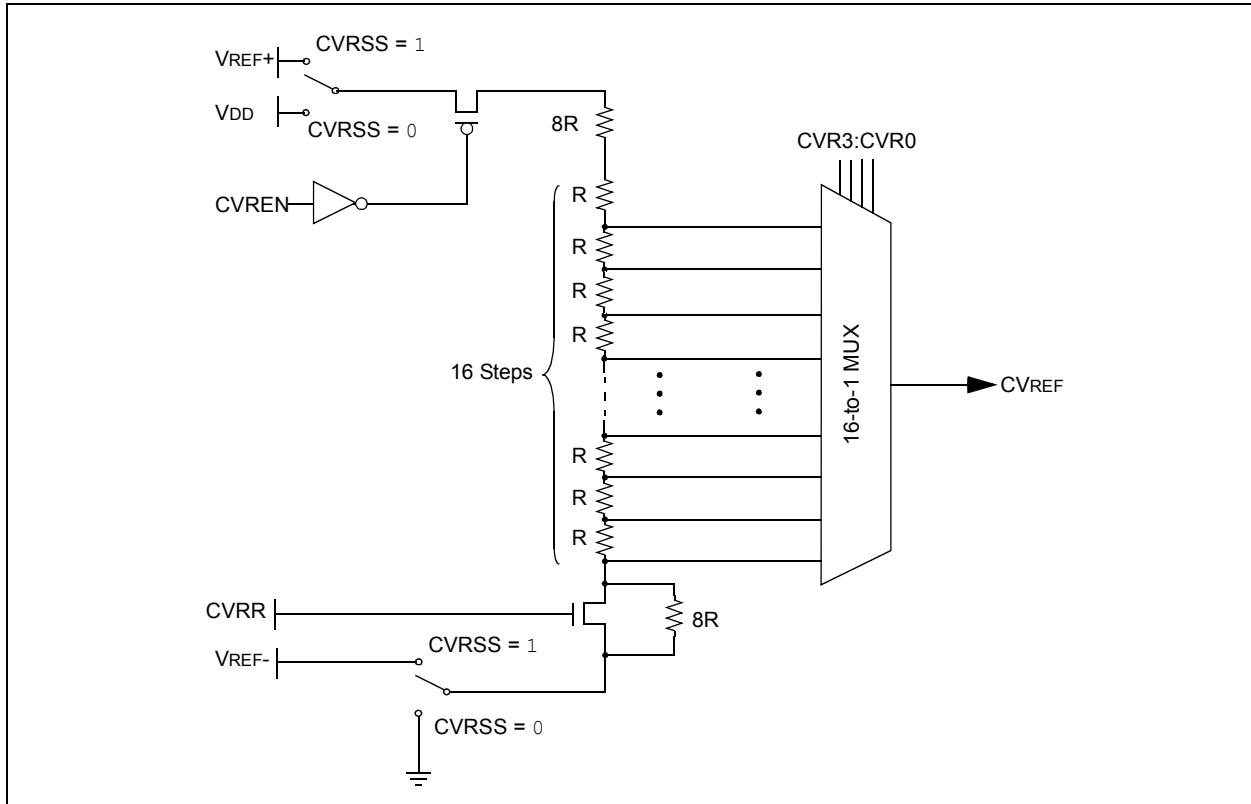 CVRSS = 1
VREF+
VDD
CVRSS = 0
8R
CVR3:CVR0
CVREN
R
R
R
R
16 Steps
16-to-1 MUX
CVREF
R
R
R
CVRR
8R
CVRSS = 1
VREF-
CVRSS = 0